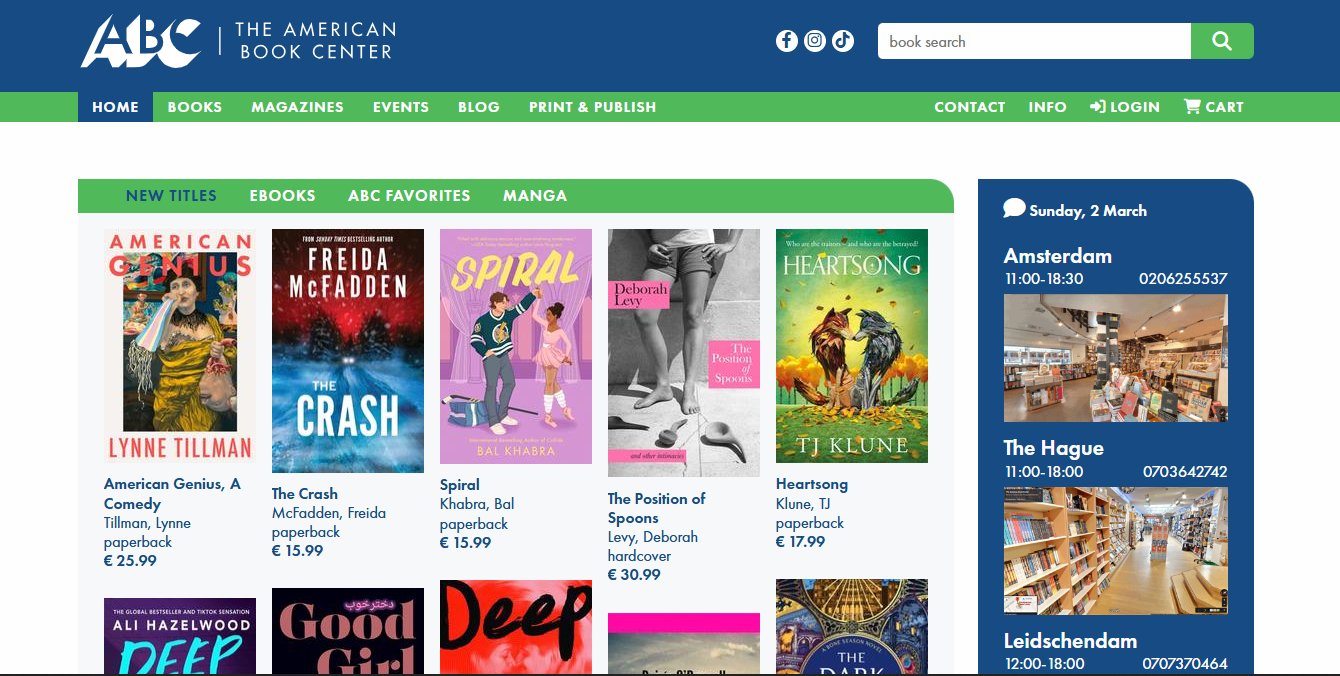 ABC | THE AMERICAN
BOOK CENTER
book search
HOME BOOKS MAGAZINES EVENTS BLOG PRINT & PUBLISH
CONTACT INFO LOGIN CART
NEW TITLES EBOOKS ABC FAVORITES MANGA
AMERICAN
GENIUS
LYNNE TILLMAN
American Genius, A
Comedy
Tillman, Lynne
paperback
€ 25.99
FROM SUNDAY TIMES BESTSELLING AUTHOR
FREIDA
McFADDEN
THE
CRASH
The Crash
McFadden, Freida
paperback
€ 15.99
SPIRAL
International Bestselling Author of Collide
BAL KHABRA
Spiral
Khabra, Bal
paperback
€ 15.99
Deborah
Levy
The
Position
of
Spoons
and other intimacies
The Position of
Spoons
Levy, Deborah
hardcover
€ 30.99
Who are the traitors and who are the betrayed?
HEARTSONG
TJ KLUNE
Heartsong
Klune, TJ
paperback
€ 17.99
THE GLOBAL BESTSELLER AND TIKTOK SENSATION
ALI HAZELWOOD
DEEP
دخترخوب
Good
Girl
Deep
A BONE SEASON NOVEL
THE
DARK
Sunday, 2 March
Amsterdam
11:00-18:30 0206255537
The Hague
11:00-18:00 0703642742
Leidschendam
12:00-18:00 0707370464